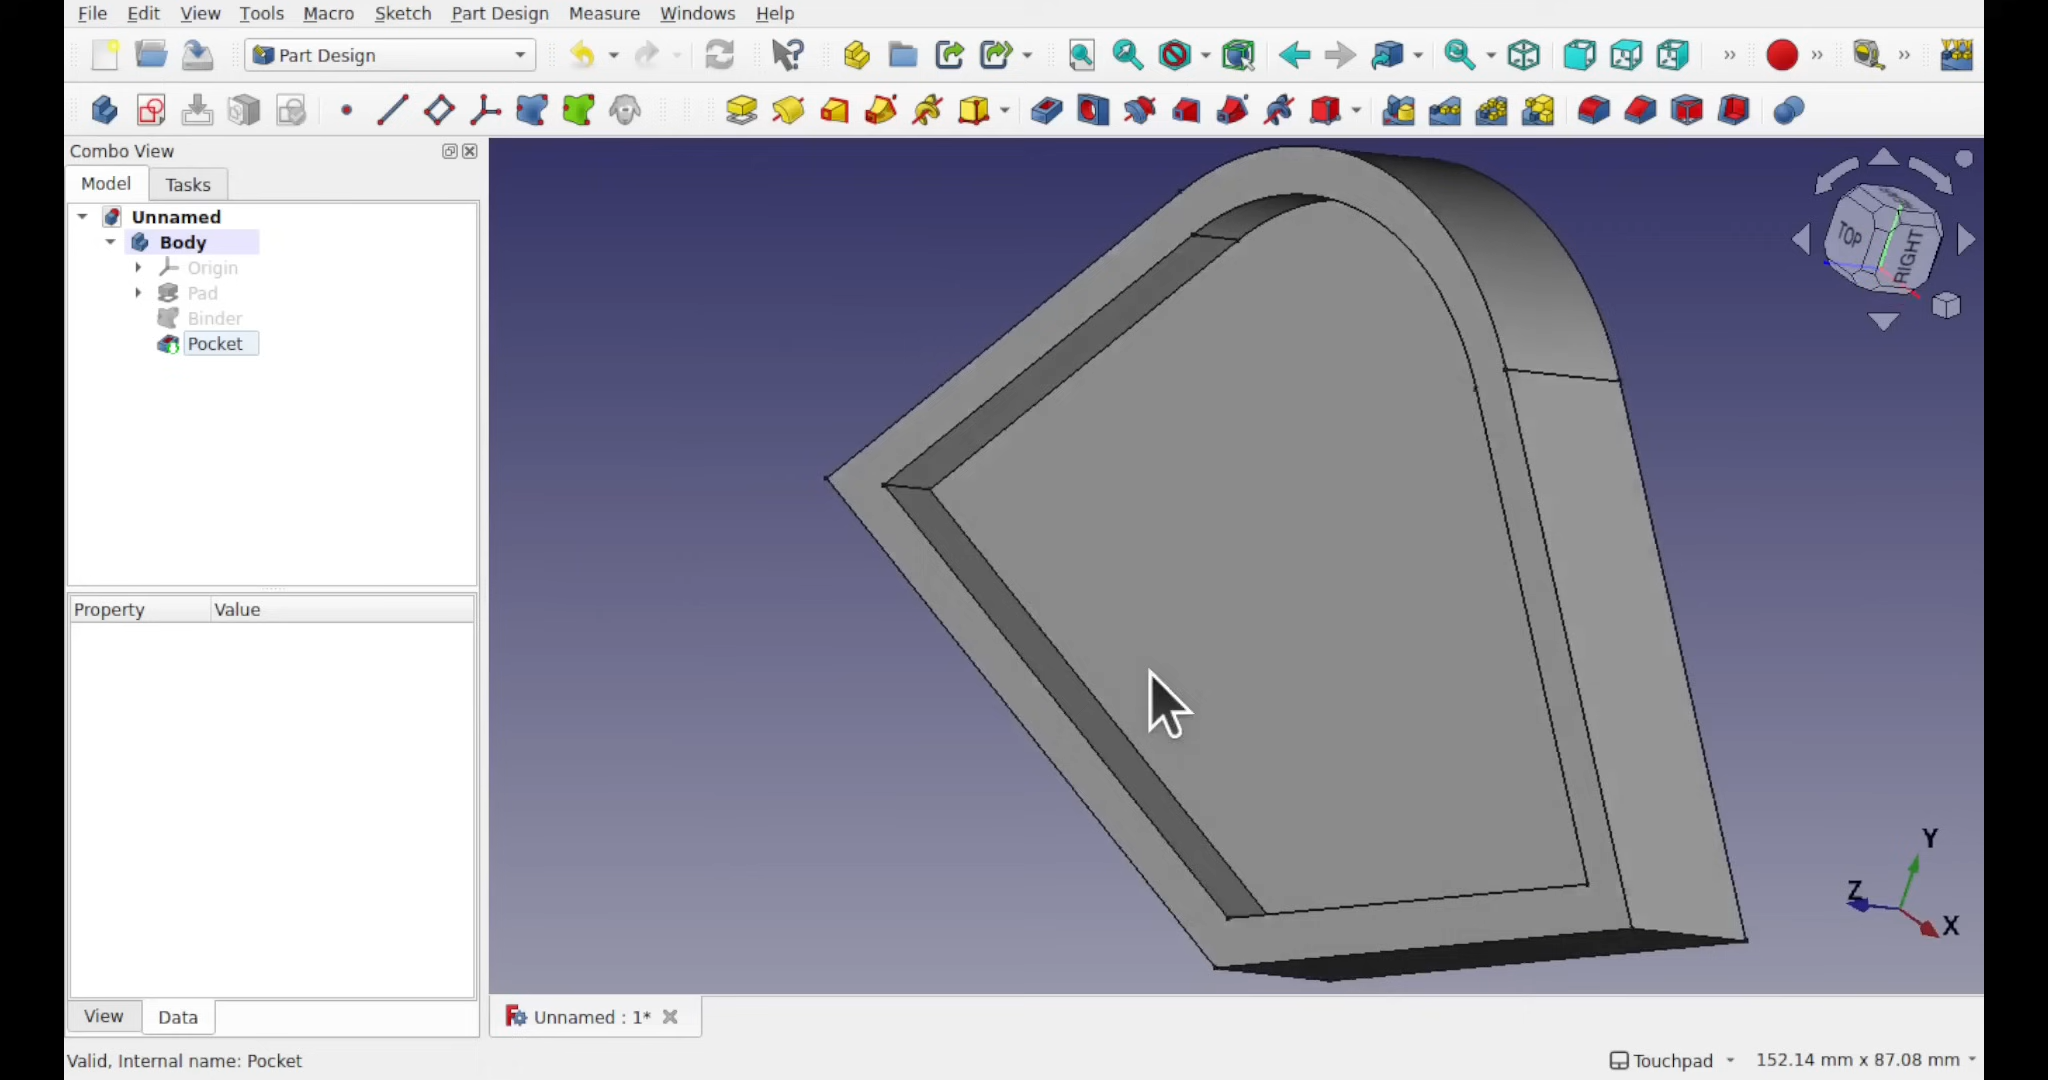 File Edit View Tools Macro Sketch Part Design Measure Windows Help
Part Design
Combo View
Model Tasks
Unnamed
Body
Origin
Pad
Binder
Pocket
TOP
RIGHT
Property Value
Y
Z
X
View Data
Unnamed : 1*
Valid, Internal name: Pocket
Touchpad 152.14 mm x 87.08 mm